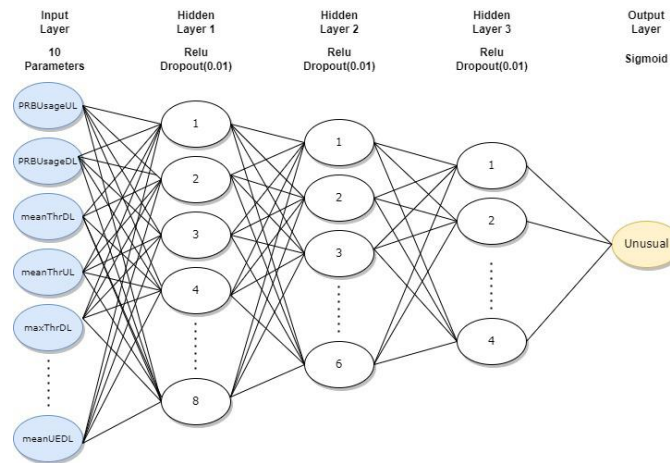 Input
Layer
10
Parameters
Hidden
Layer 1
Relu
Dropout(0.01)
Hidden
Layer 2
Relu
Dropout(0.01)
Hidden
Layer 3
Relu
Dropout(0.01)
Output
Layer
Sigmoid
PRBUsageUL
PRBUsageDL
meanThrDL
meanThrUL
maxThrDL
meanUEDL
1
2
3
4
8
1
2
3
6
1
2
4
Unusual